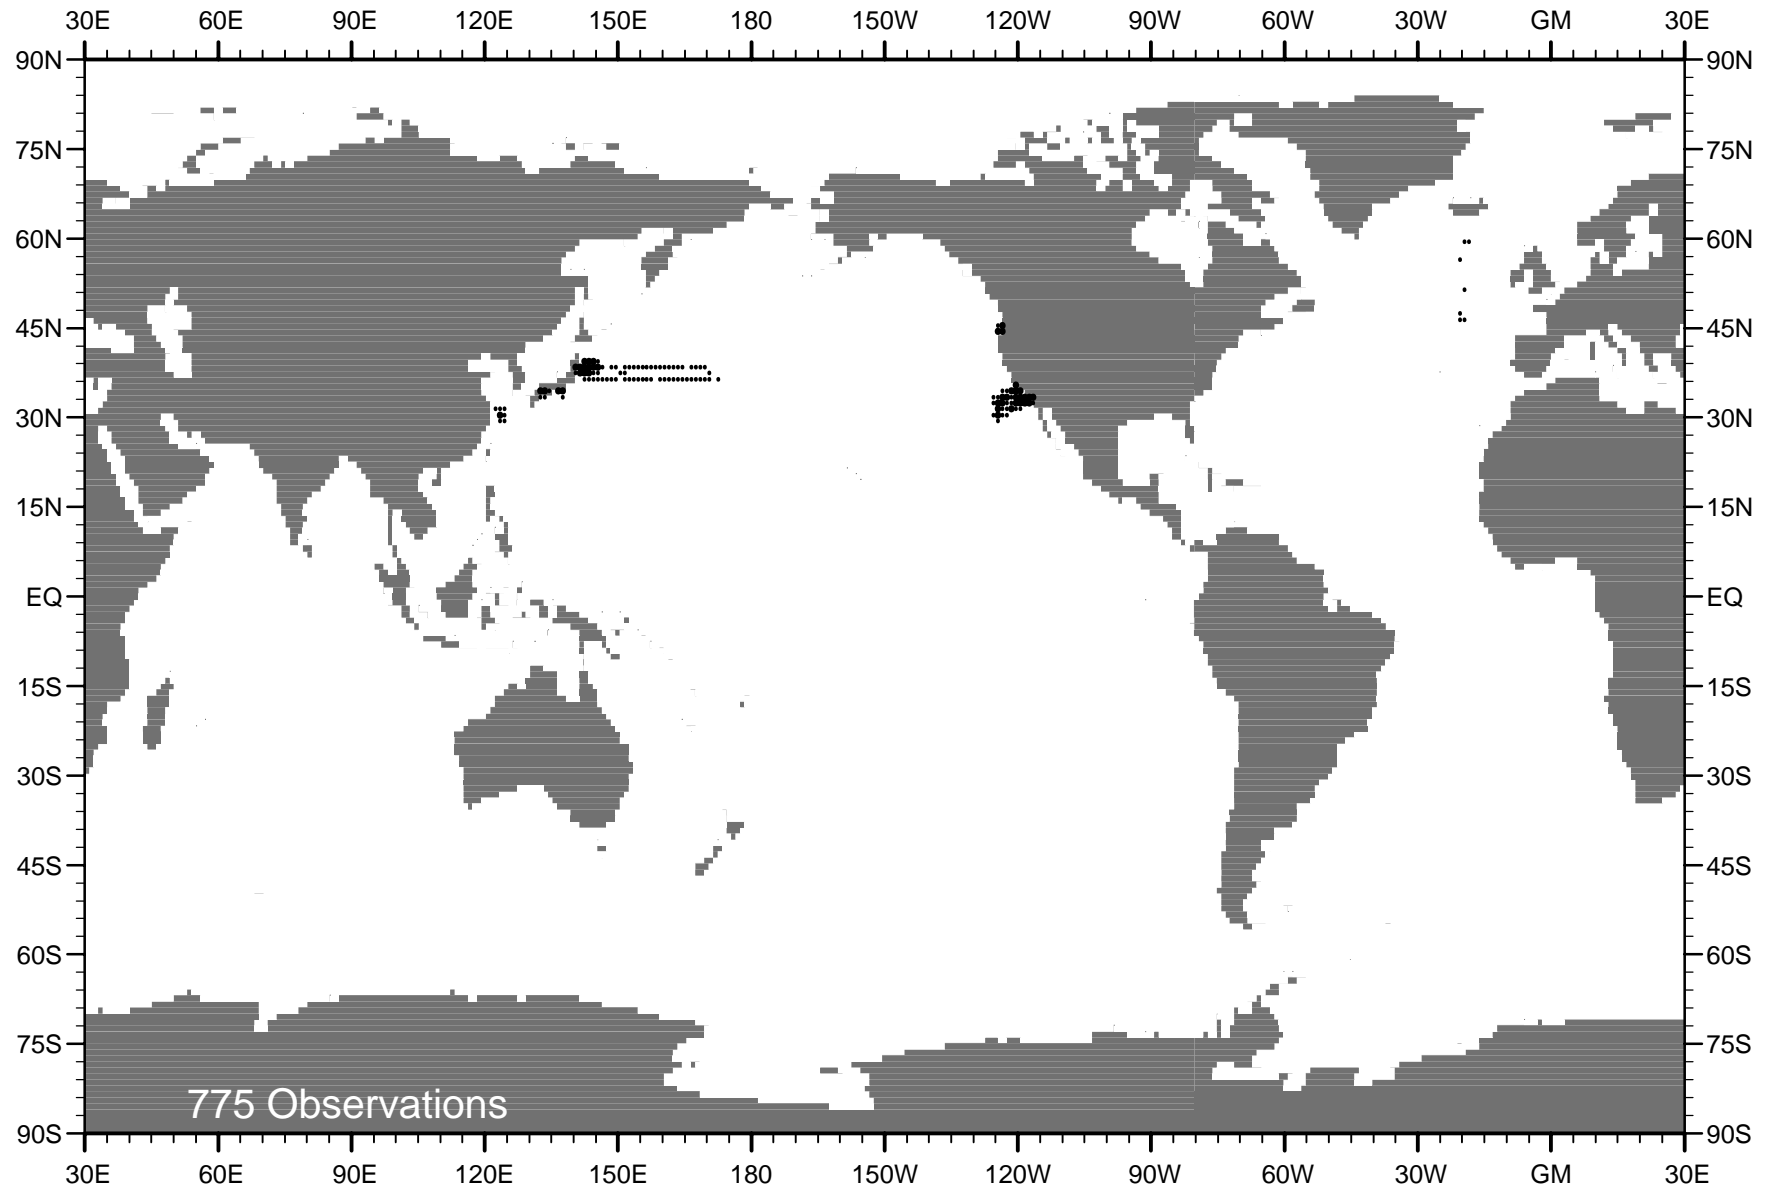 30E 60E 90E 120E 150E 180 150W 120W 90W 60W 30W GM 30E
90N 90N
75N 75N
60N 60N
45N 45N
30N 30N
15N 15N
EQ EQ
15S 15S
30S 30S
45S 45S
60S 60S
75S 75S
775 Observations
90S 90S
30E 60E 90E 120E 150E 180 150W 120W 90W 60W 30W GM 30E